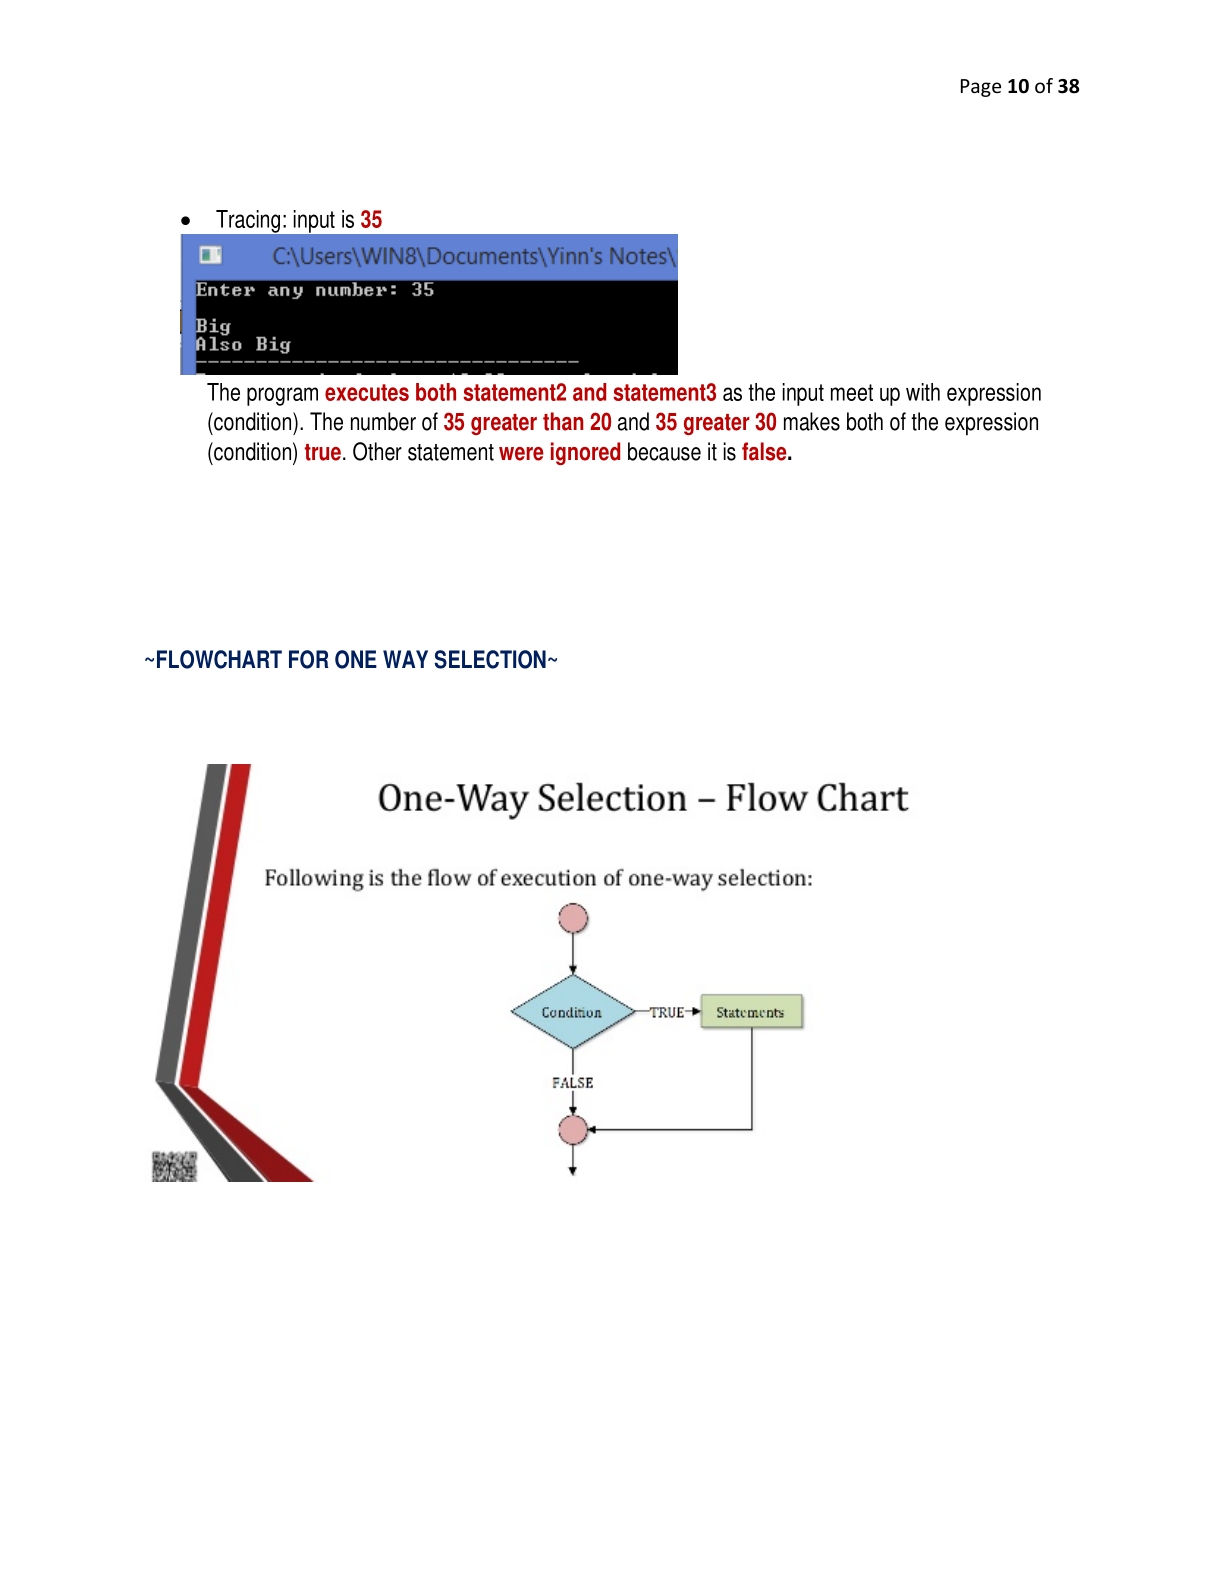 Page 10 of 38
• Tracing: input is 35
C:\Users\WIN8\Documents\Yinn's Notes\
Enter any number: 35
Big
Also Big
--------------------------------
The program executes both statement2 and statement3 as the input meet up with expression
(condition). The number of 35 greater than 20 and 35 greater 30 makes both of the expression
(condition) true. Other statement were ignored because it is false.
~FLOWCHART FOR ONE WAY SELECTION~
One-Way Selection – Flow Chart
Following is the flow of execution of one-way selection:
Condition
TRUE
Statements
FALSE